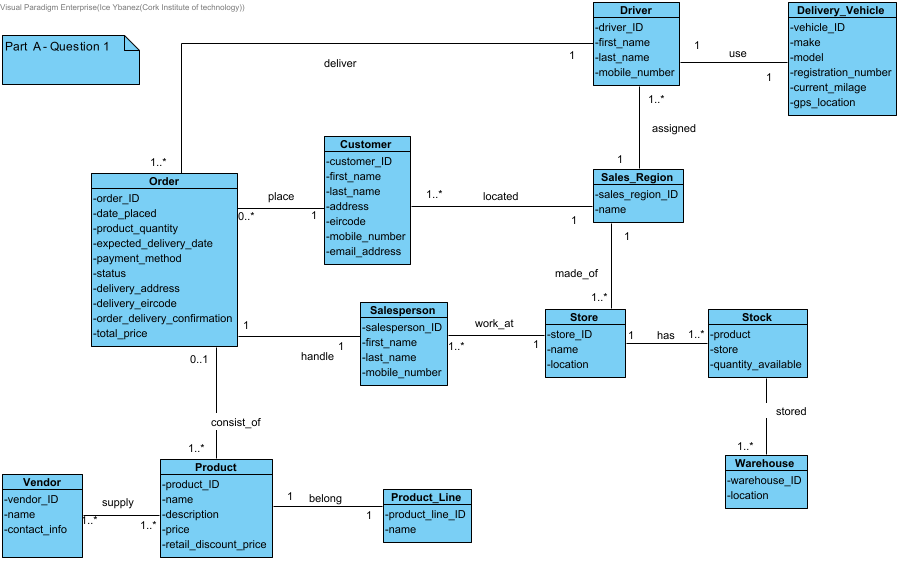 Visual Paradigm Enterprise(Ice Ybanez(Cork Institute of technology))
Part A - Question 1
Driver
-driver_ID
-first_name
-last_name
-mobile_number
Delivery_Vehicle
-vehicle_ID
-make
-model
-registration_number
-current_milage
-gps_location
1
use
1
1
deliver
1..*
1..*
assigned
1
Customer
-customer_ID
-first_name
-last_name
-address
-eircode
-mobile_number
-email_address
Order
-order_ID
-date_placed
-product_quantity
-expected_delivery_date
-payment_method
-status
-delivery_address
-delivery_eircode
-order_delivery_confirmation
-total_price
place
0..*
1
1..*
located
1
Sales_Region
-sales_region_ID
-name
1
made_of
1..*
Salesperson
-salesperson_ID
-first_name
-last_name
-mobile_number
1
handle
1
work_at
1..*
1
Store
-store_ID
-name
-location
1
has
1..*
Stock
-product
-store
-quantity_available
0..1
consist_of
1..*
stored
1..*
Warehouse
-warehouse_ID
-location
Vendor
-vendor_ID
-name
-contact_info
supply
1..*
1..*
Product
-product_ID
-name
-description
-price
-retail_discount_price
1
belong
1
Product_Line
-product_line_ID
-name